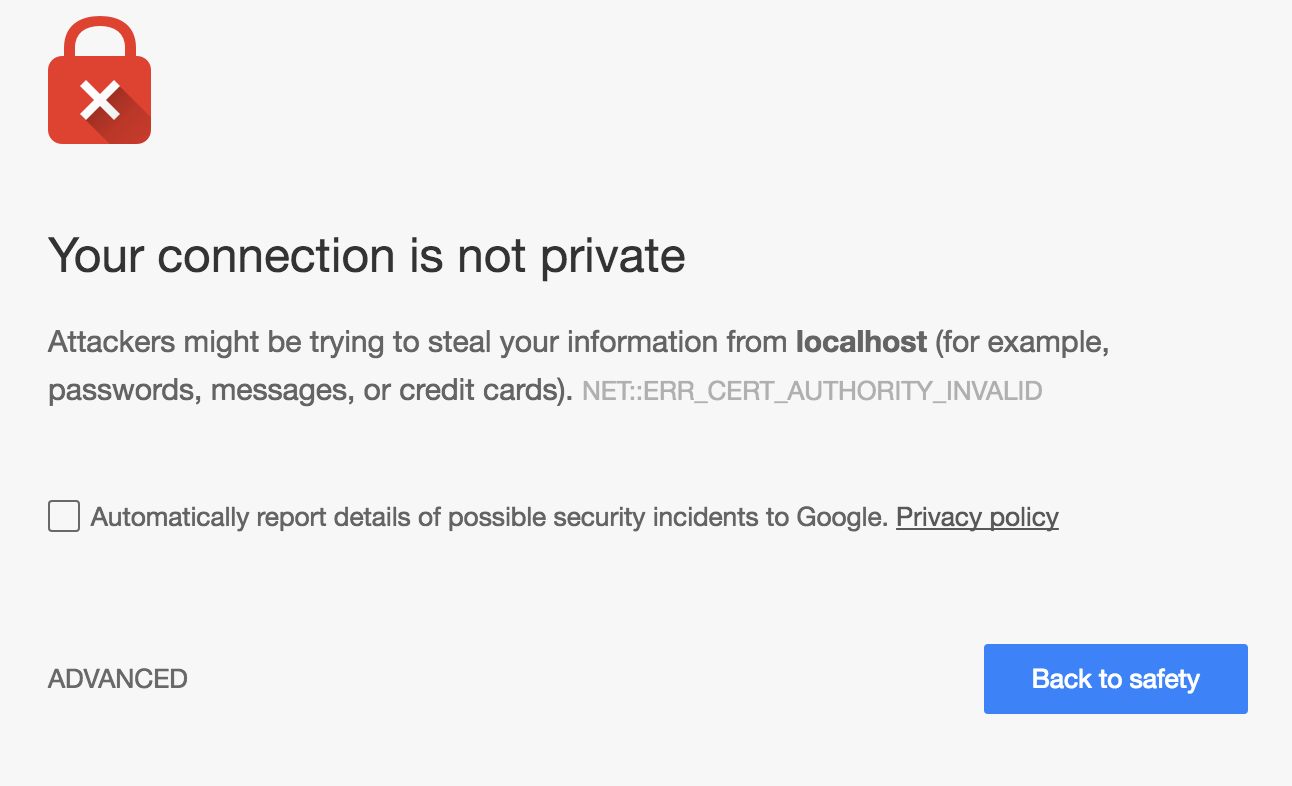 Your connection is not private
Attackers might be trying to steal your information from localhost (for example,
passwords, messages, or credit cards). NET::ERR_CERT_AUTHORITY_INVALID
Automatically report details of possible security incidents to Google. Privacy policy
ADVANCED
Back to safety